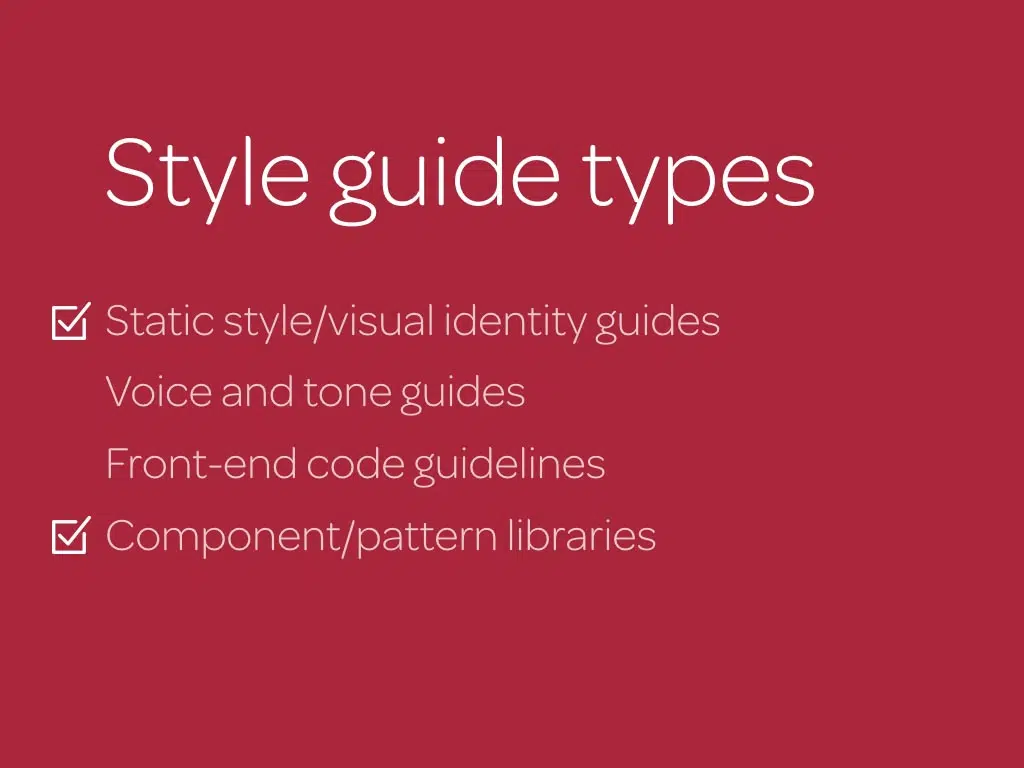 Style guide types
Static style/visual identity guides
Voice and tone guides
Front-end code guidelines
Component/pattern libraries